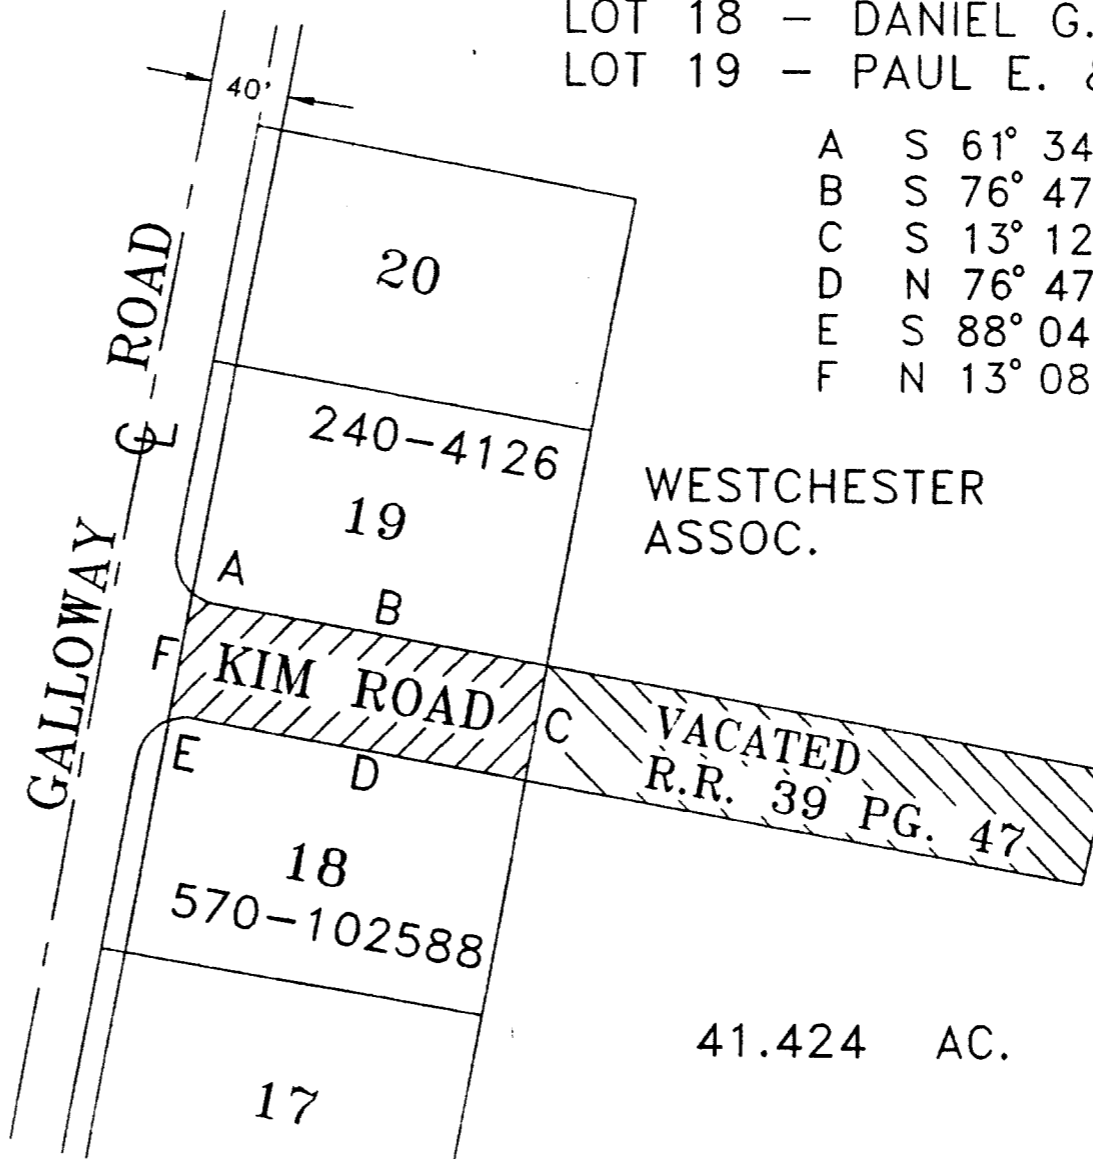 LOT 18 – DANIEL G.
LOT 19 – PAUL E. &
40'
A S 61° 34
B S 76° 47
C S 13° 12
D N 76° 47
E S 88° 04
F N 13° 08
20
GALLOWAY ℄ ROAD
240–4126
19
WESTCHESTER
ASSOC.
A
B
F
KIM ROAD
C
VACATED
R.R. 39 PG. 47
E
D
18
570–102588
41.424 AC.
17